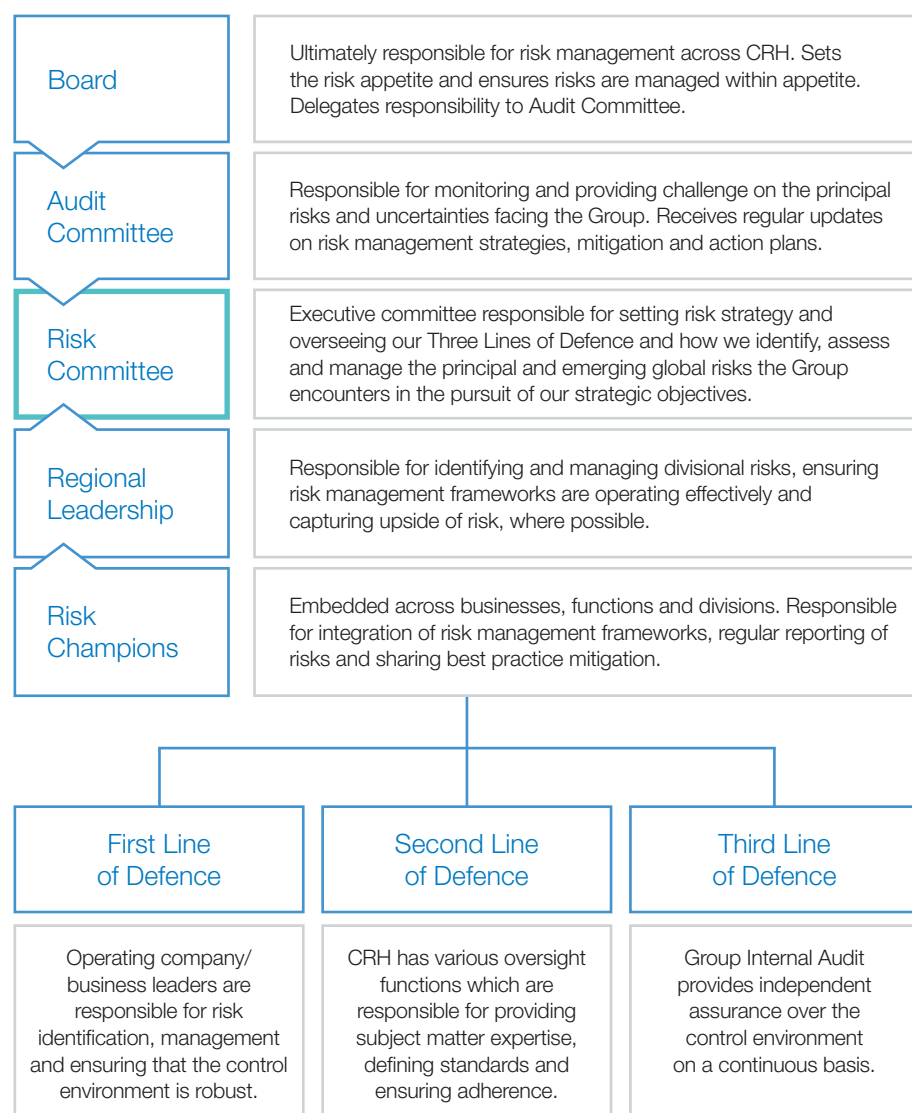 Board
Ultimately responsible for risk management across CRH. Sets
the risk appetite and ensures risks are managed within appetite.
Delegates responsibility to Audit Committee.
Audit
Committee
Responsible for monitoring and providing challenge on the principal
risks and uncertainties facing the Group. Receives regular updates
on risk management strategies, mitigation and action plans.
Risk
Committee
Executive committee responsible for setting risk strategy and
overseeing our Three Lines of Defence and how we identify, assess
and manage the principal and emerging global risks the Group
encounters in the pursuit of our strategic objectives.
Regional
Leadership
Responsible for identifying and managing divisional risks, ensuring
risk management frameworks are operating effectively and
capturing upside of risk, where possible.
Risk
Champions
Embedded across businesses, functions and divisions. Responsible
for integration of risk management frameworks, regular reporting of
risks and sharing best practice mitigation.
First Line
of Defence
Operating company/
business leaders are
responsible for risk
identification, management
and ensuring that the control
environment is robust.
Second Line
of Defence
CRH has various oversight
functions which are
responsible for providing
subject matter expertise,
defining standards and
ensuring adherence.
Third Line
of Defence
Group Internal Audit
provides independent
assurance over the
control environment
on a continuous basis.